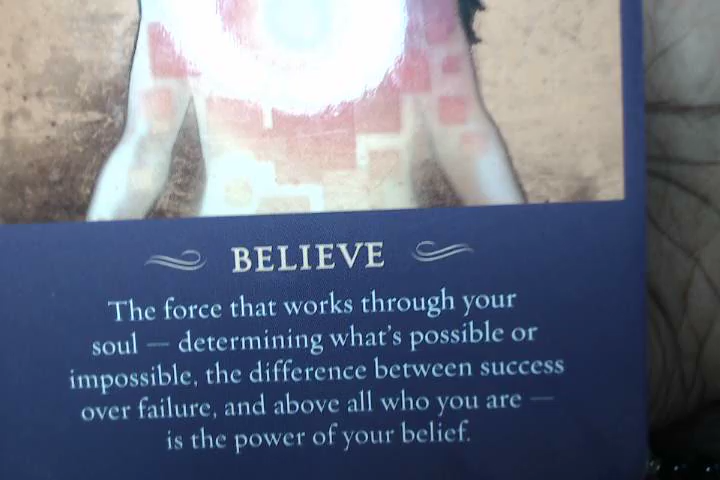 BELIEVE
The force that works through your
soul — determining what's possible or
impossible, the difference between success
over failure, and above all who you are —
is the power of your belief.